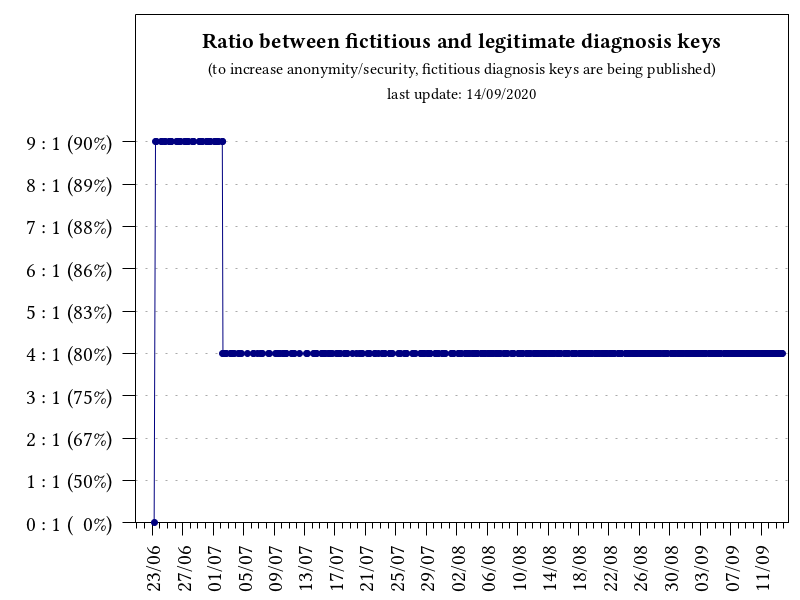 Ratio between fictitious and legitimate diagnosis keys
(to increase anonymity/security, fictitious diagnosis keys are being published)
last update: 14/09/2020
9 : 1 (90%)
8 : 1 (89%)
7 : 1 (88%)
6 : 1 (86%)
5 : 1 (83%)
4 : 1 (80%)
3 : 1 (75%)
2 : 1 (67%)
1 : 1 (50%)
0 : 1 ( 0%)
23/06
27/06
01/07
05/07
09/07
13/07
17/07
21/07
25/07
29/07
02/08
06/08
10/08
14/08
18/08
22/08
26/08
30/08
03/09
07/09
11/09